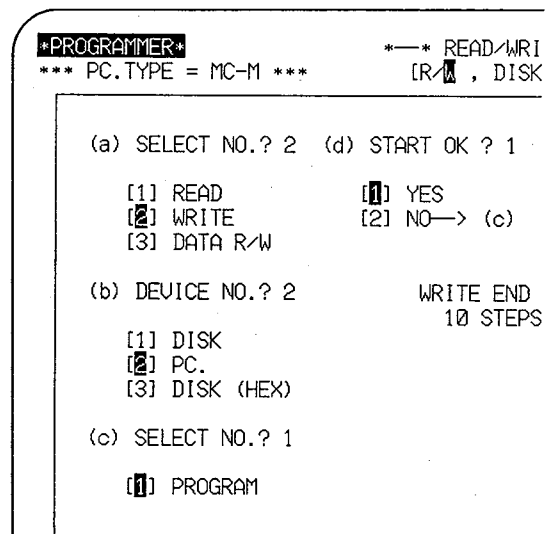 *PROGRAMMER* *—* READ/WRI
*** PC.TYPE = MC-M *** [R/W , DISK
(a) SELECT NO.? 2 (d) START OK ? 1
[1] READ [1] YES
[2] WRITE [2] NO—> (c)
[3] DATA R/W
(b) DEVICE NO.? 2 WRITE END
10 STEPS
[1] DISK
[2] PC.
[3] DISK (HEX)
(c) SELECT NO.? 1
[1] PROGRAM